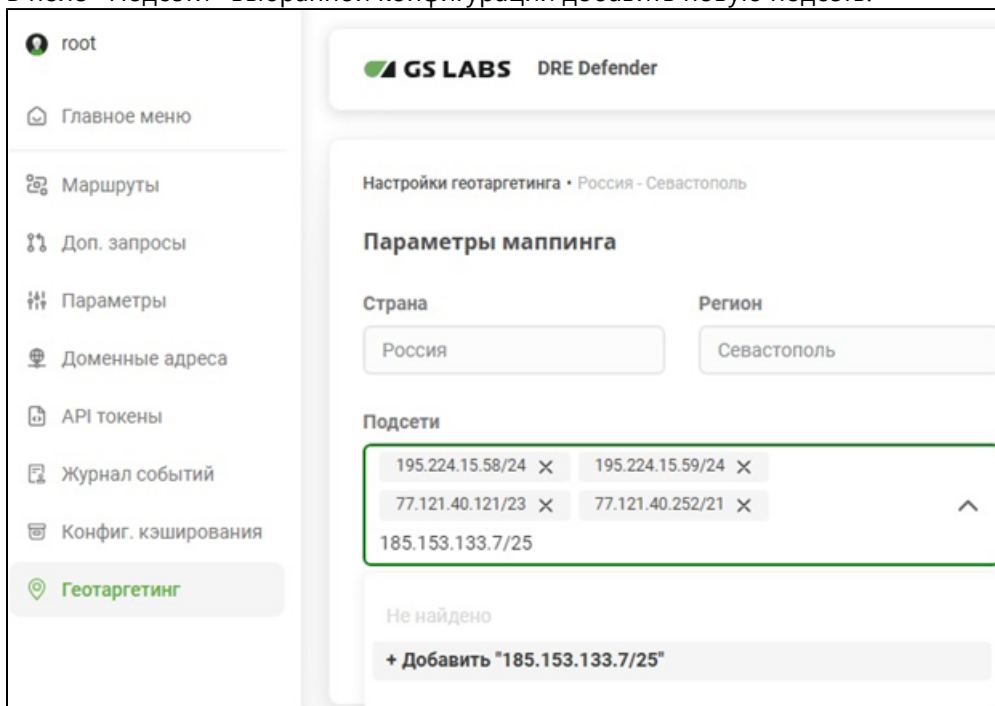 root
Главное меню
Маршруты
Доп. запросы
Параметры
Доменные адреса
API токены
Журнал событий
Конфиг. кэширования
Геотаргетинг
GS LABS DRE Defender
Настройки геотаргетинга • Россия - Севастополь
Параметры маппинга
Страна Регион
Россия Севастополь
Подсети
195.224.15.58/24 × 195.224.15.59/24 ×
77.121.40.121/23 × 77.121.40.252/21 ×
185.153.133.7/25
Не найдено
+ Добавить "185.153.133.7/25"